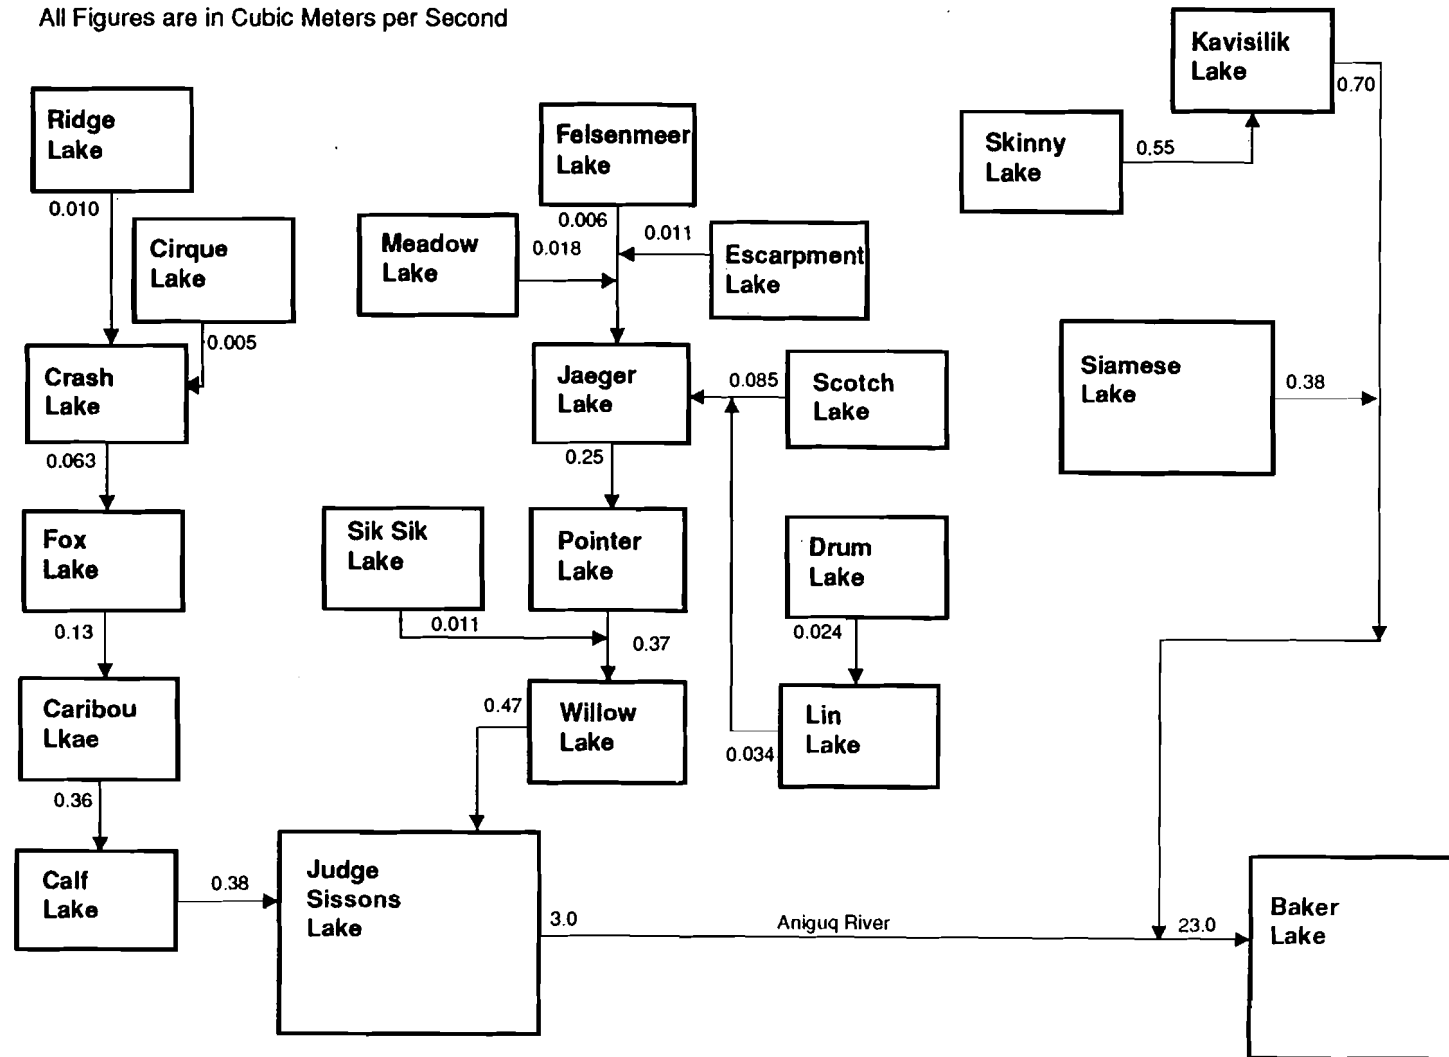 All Figures are in Cubic Meters per Second
Kavisilik
Lake
0.70
Ridge
Lake
0.010
Felsenmeer
Lake
0.006
Skinny
Lake
0.55
Cirque
Lake
0.005
Meadow
Lake
0.018
0.011
Escarpment
Lake
Crash
Lake
0.063
Jaeger
Lake
0.25
0.085
Scotch
Lake
Siamese
Lake
0.38
Fox
Lake
0.13
Sik Sik
Lake
0.011
Pointer
Lake
0.37
Drum
Lake
0.024
Caribou
Lkae
0.36
0.47
Willow
Lake
Lin
Lake
0.034
Calf
Lake
0.38
Judge
Sissons
Lake
3.0
Aniguq River
23.0
Baker
Lake